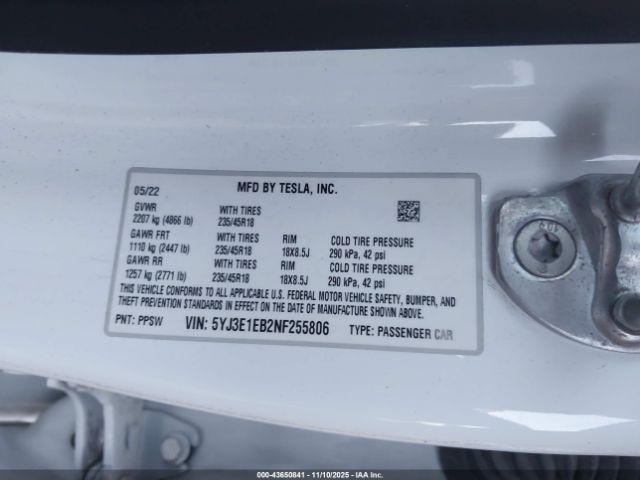 05/22 MFD BY TESLA, INC.
GVWR WITH TIRES
2207 kg (4866 lb) 235/45R18
GAWR FRT WITH TIRES RIM COLD TIRE PRESSURE
1110 kg (2447 lb) 235/45R18 18X8.5J 290 kPa, 42 psi
GAWR RR WITH TIRES RIM COLD TIRE PRESSURE
1257 kg (2771 lb) 235/45R18 18X8.5J 290 kPa, 42 psi
THIS VEHICLE CONFORMS TO ALL APPLICABLE U.S. FEDERAL MOTOR VEHICLE SAFETY, BUMPER, AND
THEFT PREVENTION STANDARDS IN EFFECT ON THE DATE OF MANUFACTURE SHOWN ABOVE.
PNT: PPSW VIN: 5YJ3E1EB2NF255806 TYPE: PASSENGER CAR
000-43650841 - 11/10/2025 - IAAI.COM